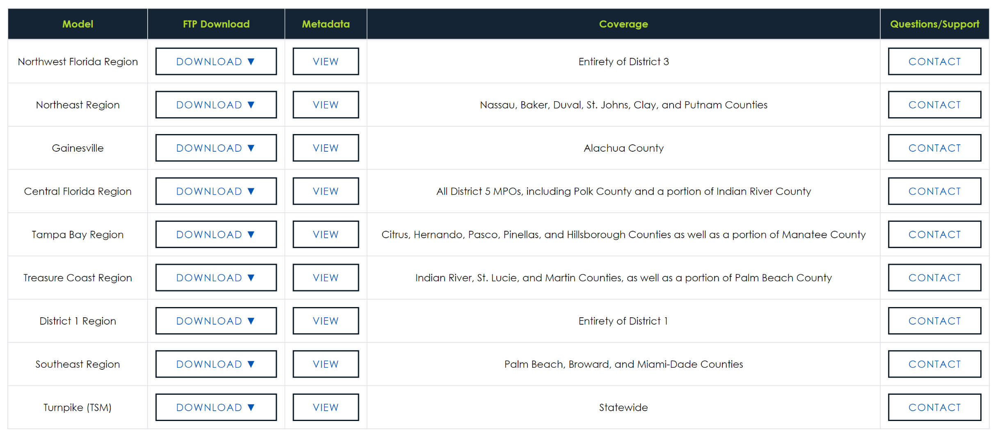 Model FTP Download Metadata Coverage Questions/Support
Northwest Florida Region DOWNLOAD ▼ VIEW Entirety of District 3 CONTACT
Northeast Region DOWNLOAD ▼ VIEW Nassau, Baker, Duval, St. Johns, Clay, and Putnam Counties CONTACT
Gainesville DOWNLOAD ▼ VIEW Alachua County CONTACT
Central Florida Region DOWNLOAD ▼ VIEW All District 5 MPOs, including Polk County and a portion of Indian River County CONTACT
Tampa Bay Region DOWNLOAD ▼ VIEW Citrus, Hernando, Pasco, Pinellas, and Hillsborough Counties as well as a portion of Manatee County CONTACT
Treasure Coast Region DOWNLOAD ▼ VIEW Indian River, St. Lucie, and Martin Counties, as well as a portion of Palm Beach County CONTACT
District 1 Region DOWNLOAD ▼ VIEW Entirety of District 1 CONTACT
Southeast Region DOWNLOAD ▼ VIEW Palm Beach, Broward, and Miami-Dade Counties CONTACT
Turnpike (TSM) DOWNLOAD ▼ VIEW Statewide CONTACT